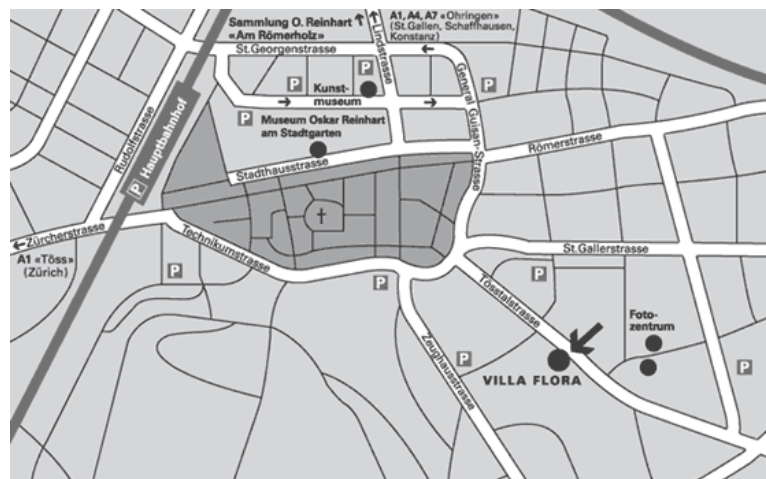 Sammlung O. Reinhart
«Am Römerholz»
A1, A4, A7 «Ohringen»
(St.Gallen, Schaffhausen,
Konstanz)
Lindstrasse
St.Georgenstrasse
General Guisan-Strasse
P
P
P
Kunst-
museum
P
Museum Oskar Reinhart
am Stadtgarten
Rudolfstrasse
P Hauptbahnhof
Römerstrasse
Stadthausstrasse
Zürcherstrasse
A1 «Töss»
(Zürich)
Technikumstrasse
St.Gallerstrasse
P
P
P
Tösstalstrasse
Foto-
zentrum
Zeughausstrasse
P
VILLA FLORA
P